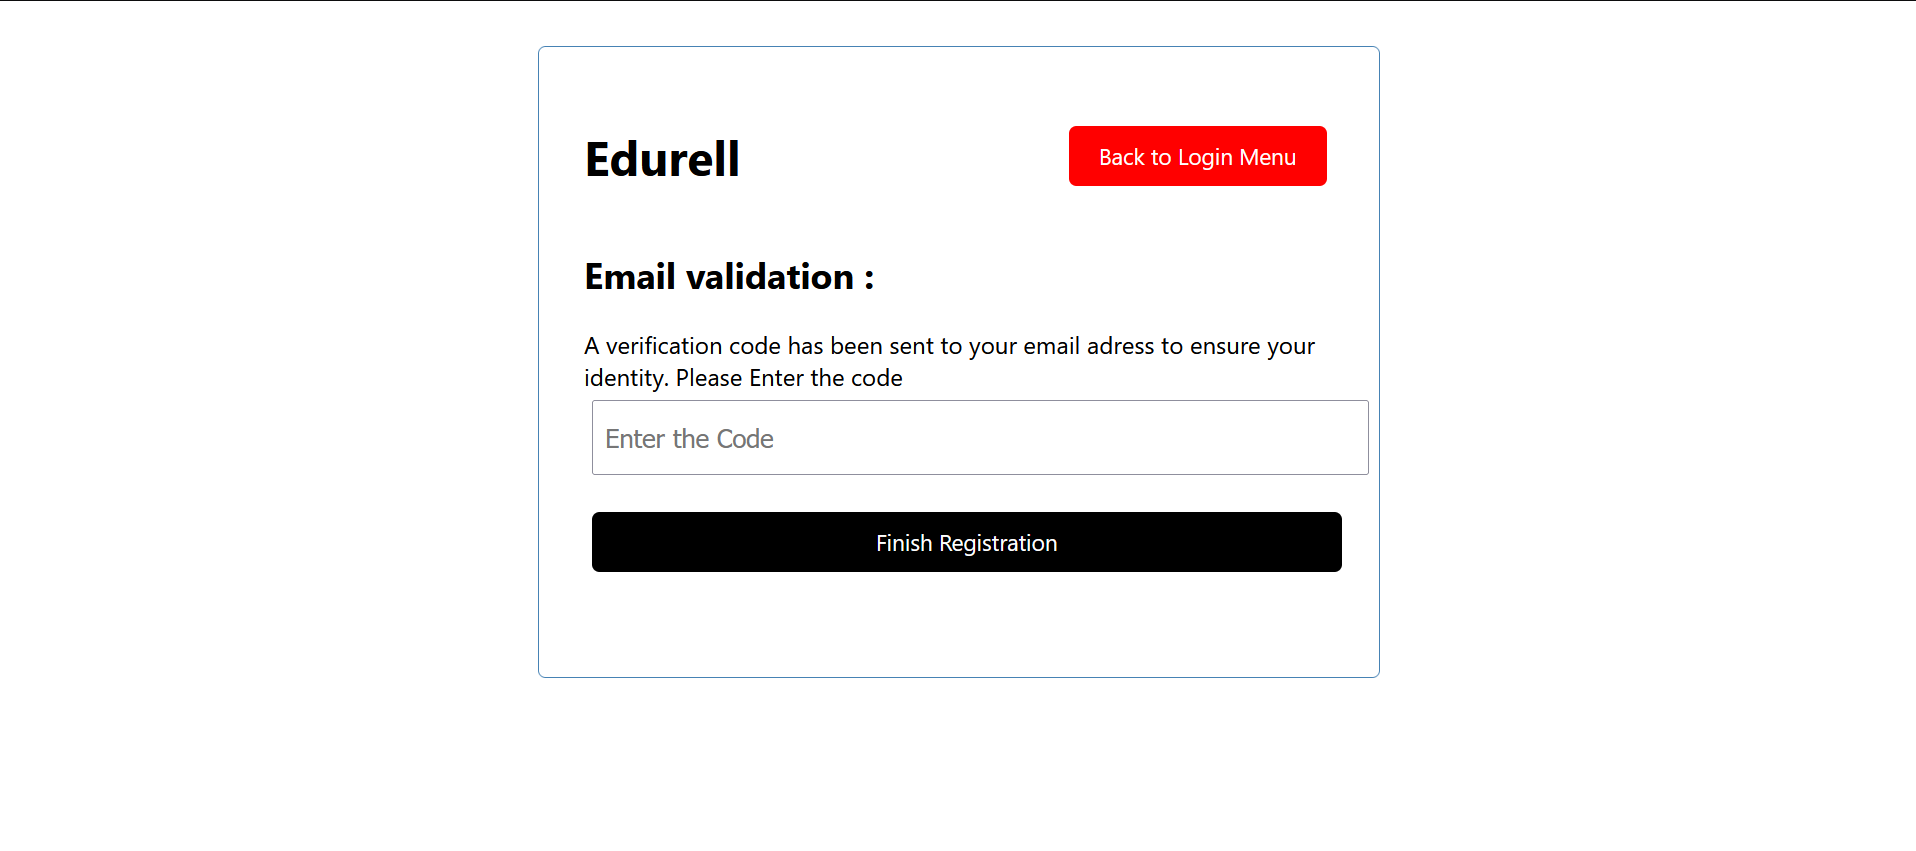 Edurell
Back to Login Menu
Email validation :
A verification code has been sent to your email adress to ensure your
identity. Please Enter the code
Enter the Code
Finish Registration